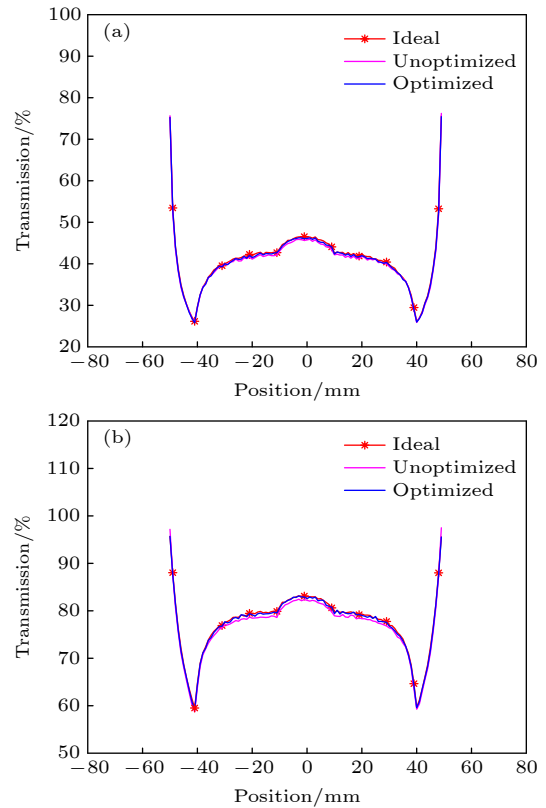 (a)
Ideal
Unoptimized
Optimized
Transmission/%
100
90
80
70
60
50
40
30
20
−80 −60 −40 −20 0 20 40 60 80
Position/mm
(b)
Ideal
Unoptimized
Optimized
Transmission/%
120
110
100
90
80
70
60
50
−80 −60 −40 −20 0 20 40 60 80
Position/mm